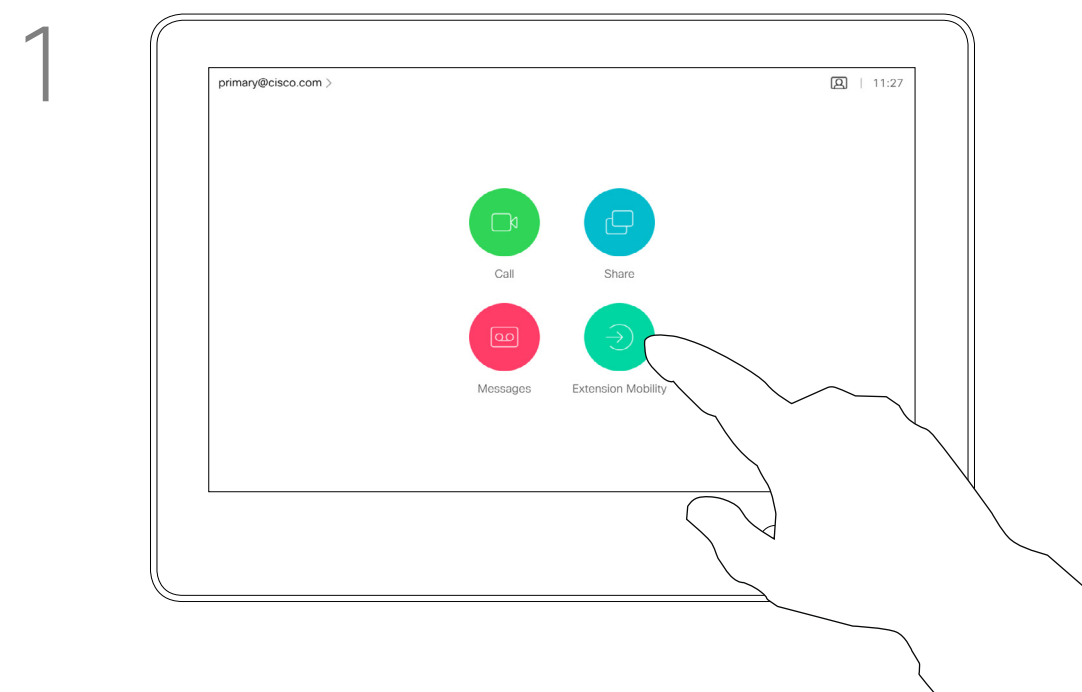 1
primary@cisco.com >
11:27
Call
Share
Messages
Extension Mobility